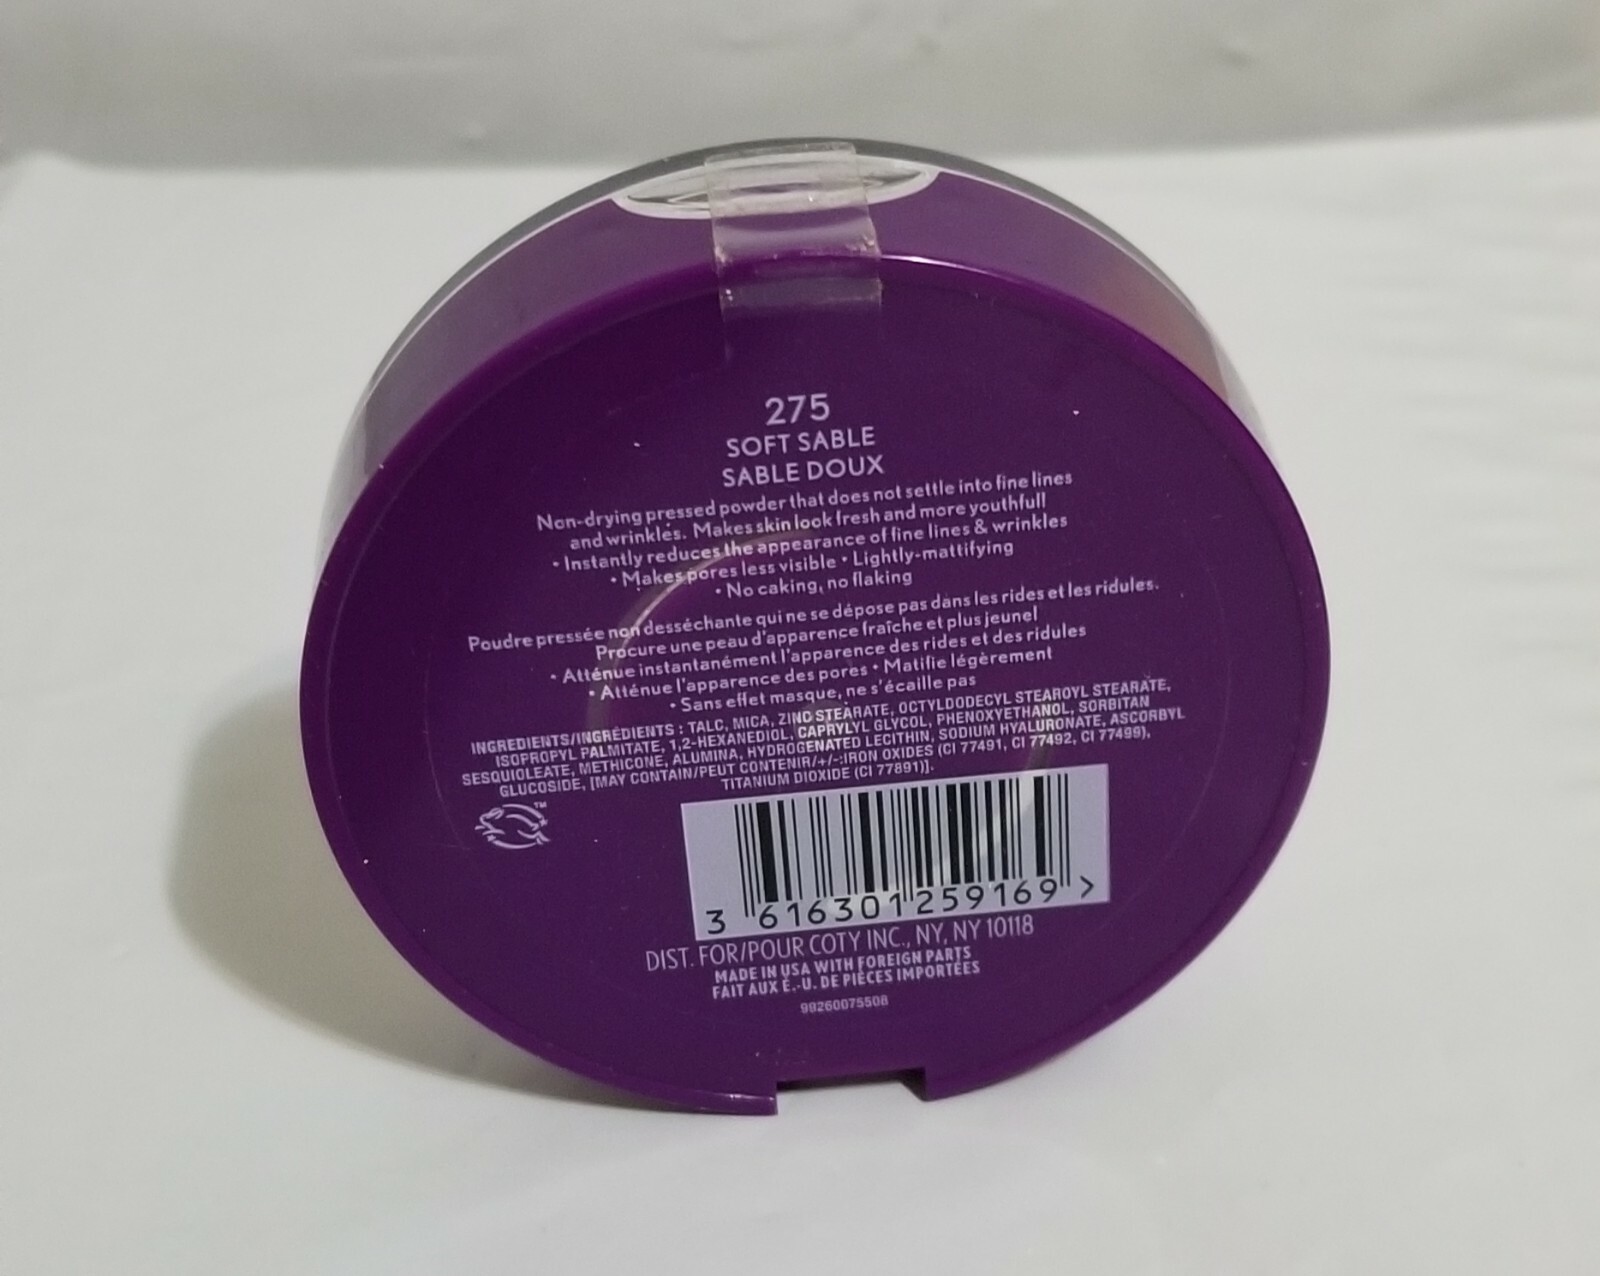 275
SOFT SABLE
SABLE DOUX
Non-drying pressed powder that does not settle into fine lines
and wrinkles. Makes skin look fresh and more youthful!
• Instantly reduces the appearance of fine lines & wrinkles
• Makes pores less visible • Lightly-mattifying
• No caking, no flaking
Poudre pressée non desséchante qui ne se dépose pas dans les rides et les ridules.
Procure une peau d'apparence fraîche et plus jeune!
• Atténue instantanément l'apparence des rides et des ridules
• Atténue l'apparence des pores • Matifie légèrement
• Sans effet masque, ne s'écaille pas
INGREDIENTS/INGRÉDIENTS : TALC, MICA, ZINC STEARATE, OCTYLDODECYL STEAROYL STEARATE,
ISOPROPYL PALMITATE, 1,2-HEXANEDIOL, CAPRYLYL GLYCOL, PHENOXYETHANOL, SORBITAN
SESQUIOLEATE, METHICONE, ALUMINA, HYDROGENATED LECITHIN, SODIUM HYALURONATE, ASCORBYL
GLUCOSIDE, [MAY CONTAIN/PEUT CONTENIR/+/-:IRON OXIDES (CI 77491, CI 77492, CI 77499),
TITANIUM DIOXIDE (CI 77891)].
TM
3 616301 259169 >
DIST. FOR/POUR COTY INC., NY, NY 10118
MADE IN USA WITH FOREIGN PARTS
FAIT AUX É.-U. DE PIÈCES IMPORTÉES
99260075508